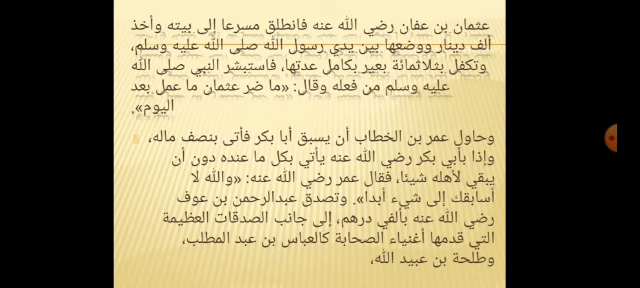 عثمان بن عفان رضي الله عنه فانطلق مسرعا إلى بيته وأخذ
ألف دينار ووضعها بين يدي رسول الله صلى الله عليه وسلم،
وتكفل بثلاثمائة بعير بكامل عدتها، فاستبشر النبي صلى الله
عليه وسلم من فعله وقال: «ما ضر عثمان ما عمل بعد
اليوم».
وحاول عمر بن الخطاب أن يسبق أبا بكر فأتى بنصف ماله،
وإذا بأبي بكر رضي الله عنه يأتي بكل ما عنده دون أن
يبقي لأهله شيئا، فقال عمر رضي الله عنه: «والله لا
أسابقك إلى شيء أبدا». وتصدق عبدالرحمن بن عوف
رضي الله عنه بألفي درهم، إلى جانب الصدقات العظيمة
التي قدمها أغنياء الصحابة كالعباس بن عبد المطلب،
وطلحة بن عبيد الله،